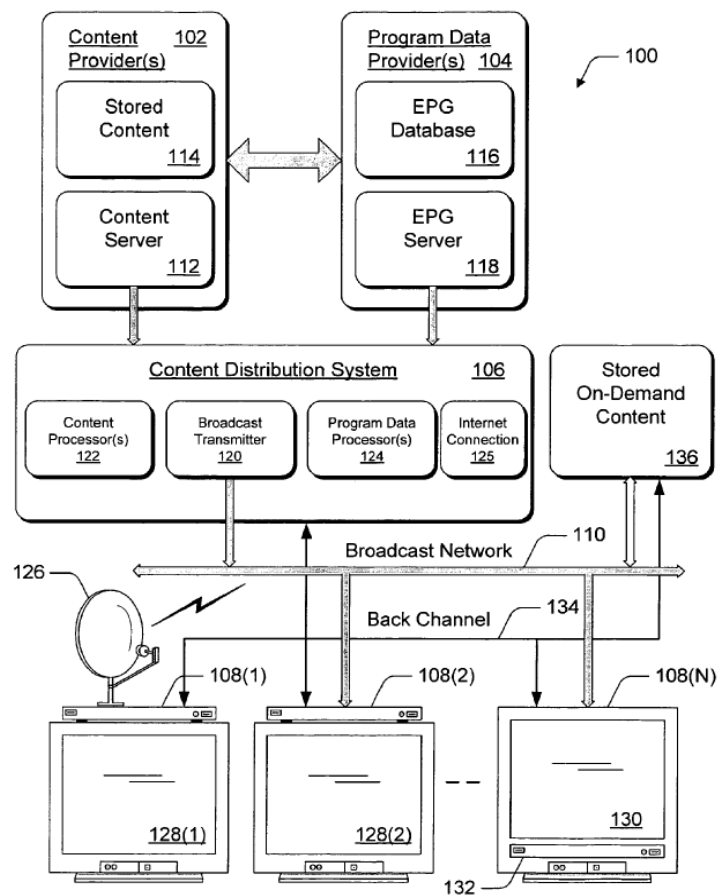 Content
Provider(s)
102
Stored
Content
114
Content
Server
112
Program Data
Provider(s) 104
EPG
Database
116
EPG
Server
118
100
Content Distribution System 106
Content
Processor(s)
122
Broadcast
Transmitter
120
Program Data
Processor(s)
124
Internet
Connection
125
Stored
On-Demand
Content
136
Broadcast Network
110
126
Back Channel
134
108(1)
108(2)
108(N)
128(1)
128(2)
130
132